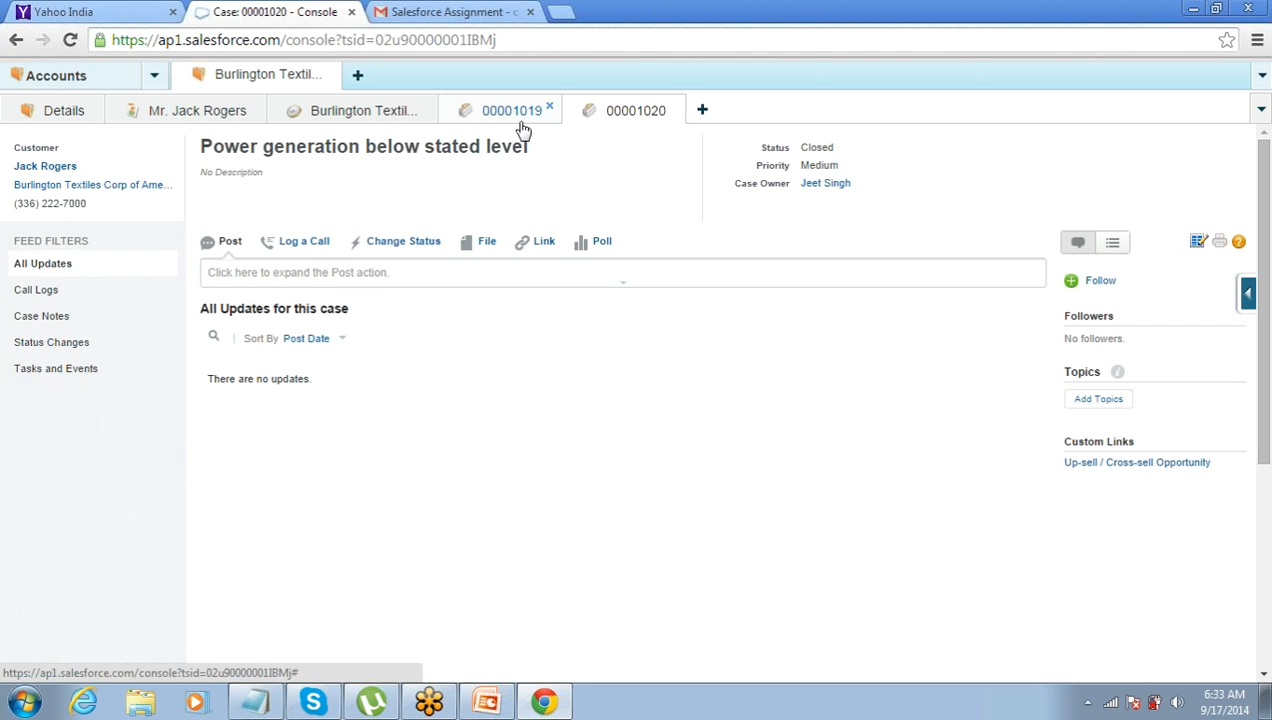 Yahoo India
Case: 00001020 - Console
Salesforce Assignment - c
https://ap1.salesforce.com/console?tsid=02u90000001IBMj
Accounts
Burlington Textil...
Details
Mr. Jack Rogers
Burlington Textil...
00001019
00001020
Customer
Jack Rogers
Burlington Textiles Corp of Ame...
(336) 222-7000
Power generation below stated level
No Description
Status Closed
Priority Medium
Case Owner Jeet Singh
FEED FILTERS
All Updates
Call Logs
Case Notes
Status Changes
Tasks and Events
Post
Log a Call
Change Status
File
Link
Poll
Click here to expand the Post action.
All Updates for this case
Sort By Post Date
There are no updates.
Follow
Followers
No followers.
Topics
Add Topics
Custom Links
Up-sell / Cross-sell Opportunity
https://ap1.salesforce.com/console?tsid=02u90000001IBMj#
6:33 AM
9/17/2014